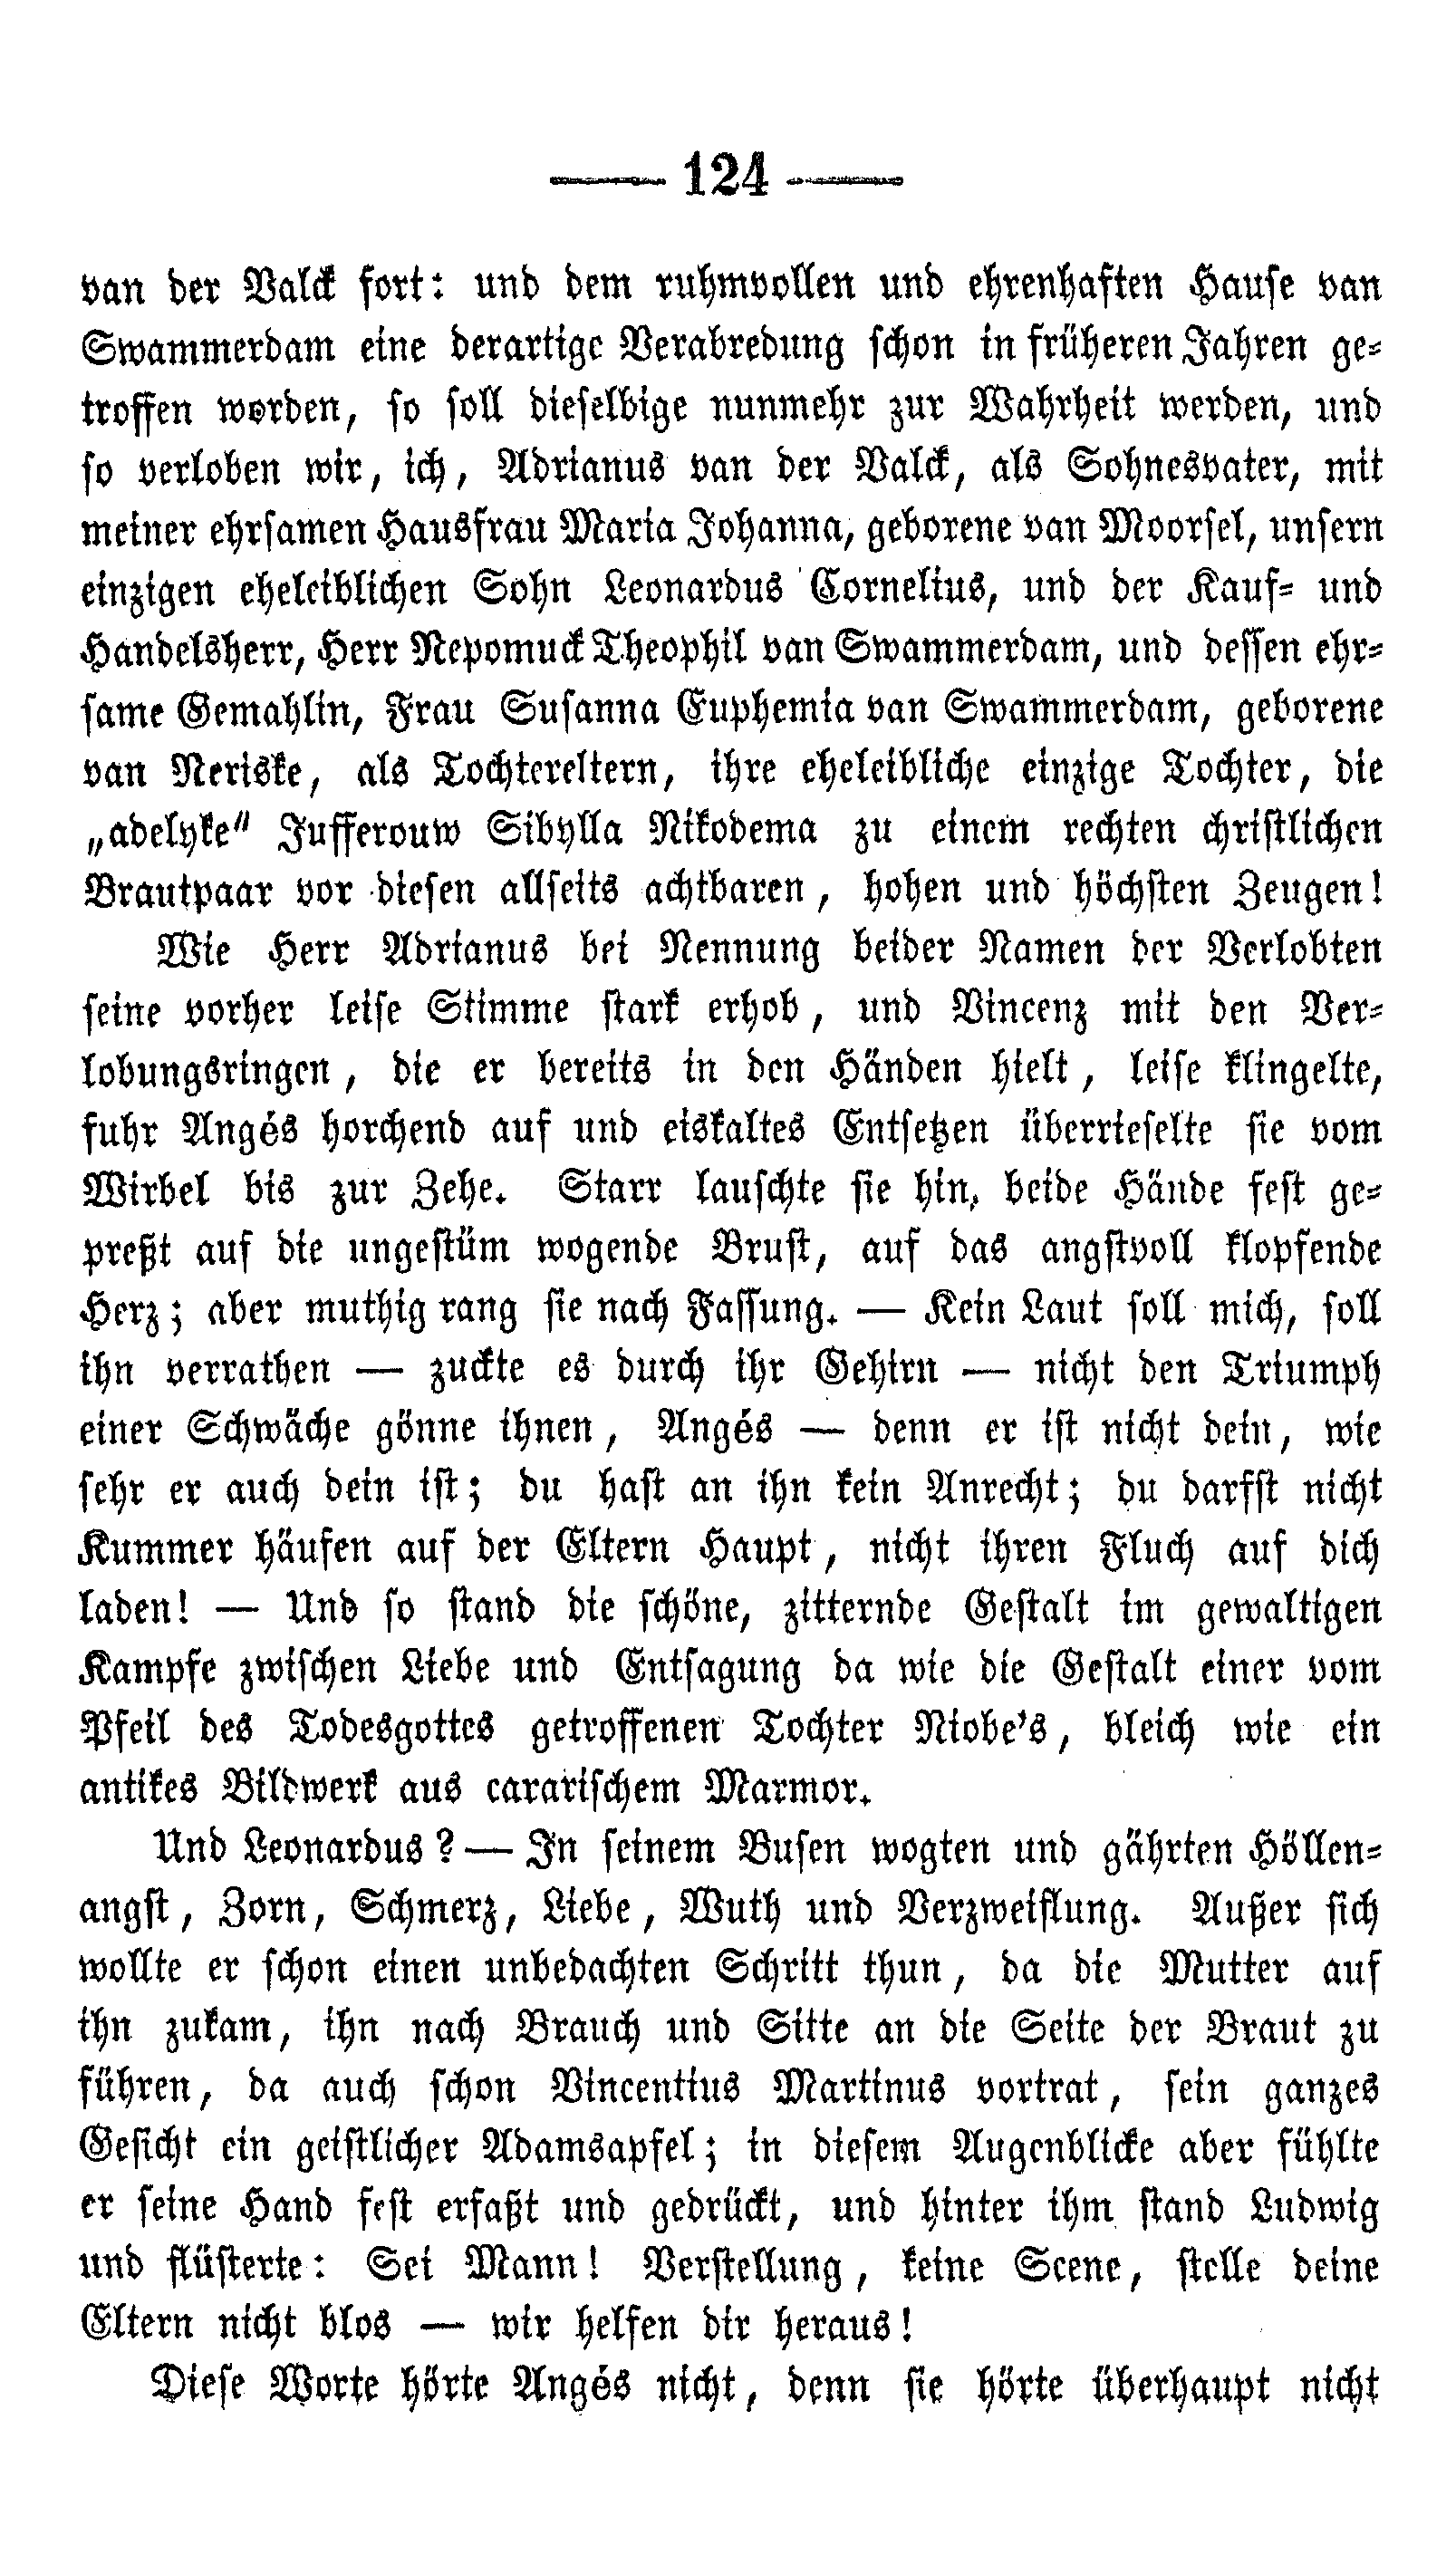 — 124 —
van der Valck fort: und dem ruhmvollen und ehrenhaften Hause van
Swammerdam eine derartige Verabredung schon in früheren Jahren ge-
troffen worden, so soll dieselbige nunmehr zur Wahrheit werden, und
so verloben wir, ich, Adrianus van der Valck, als Sohnesvater, mit
meiner ehrsamen Hausfrau Maria Johanna, geborene van Moorsel, unsern
einzigen eheleiblichen Sohn Leonardus Cornelius, und der Kauf- und
Handelsherr, Herr Nepomuck Theophil van Swammerdam, und dessen ehr-
same Gemahlin, Frau Susanna Euphemia van Swammerdam, geborene
van Neriske, als Tochtereltern, ihre eheleibliche einzige Tochter, die
„adelyke" Jufferouw Sibylla Nikodema zu einem rechten christlichen
Brautpaar vor diesen allseits achtbaren, hohen und höchsten Zeugen!
Wie Herr Adrianus bei Nennung beider Namen der Verlobten
seine vorher leise Stimme stark erhob, und Vincenz mit den Ver-
lobungsringen, die er bereits in den Händen hielt, leise klingelte,
fuhr Angés horchend auf und eiskaltes Entsetzen überrieselte sie vom
Wirbel bis zur Zehe. Starr lauschte sie hin, beide Hände fest ge-
preßt auf die ungestüm wogende Brust, auf das angstvoll klopfende
Herz; aber muthig rang sie nach Fassung. — Kein Laut soll mich, soll
ihn verrathen — zuckte es durch ihr Gehirn — nicht den Triumph
einer Schwäche gönne ihnen, Angés — denn er ist nicht dein, wie
sehr er auch dein ist; du hast an ihn kein Anrecht; du darfst nicht
Kummer häufen auf der Eltern Haupt, nicht ihren Fluch auf dich
laden! — Und so stand die schöne, zitternde Gestalt im gewaltigen
Kampfe zwischen Liebe und Entsagung da wie die Gestalt einer vom
Pfeil des Todesgottes getroffenen Tochter Niobe's, bleich wie ein
antikes Bildwerk aus cararischem Marmor.
Und Leonardus? — In seinem Busen wogten und gährten Höllen-
angst, Zorn, Schmerz, Liebe, Wuth und Verzweiflung. Außer sich
wollte er schon einen unbedachten Schritt thun, da die Mutter auf
ihn zukam, ihn nach Brauch und Sitte an die Seite der Braut zu
führen, da auch schon Vincentius Martinus vortrat, sein ganzes
Gesicht ein geistlicher Adamsapfel; in diesem Augenblicke aber fühlte
er seine Hand fest erfaßt und gedrückt, und hinter ihm stand Ludwig
und flüsterte: Sei Mann! Verstellung, keine Scene, stelle deine
Eltern nicht blos — wir helfen dir heraus!
Diese Worte hörte Angés nicht, denn sie hörte überhaupt nicht